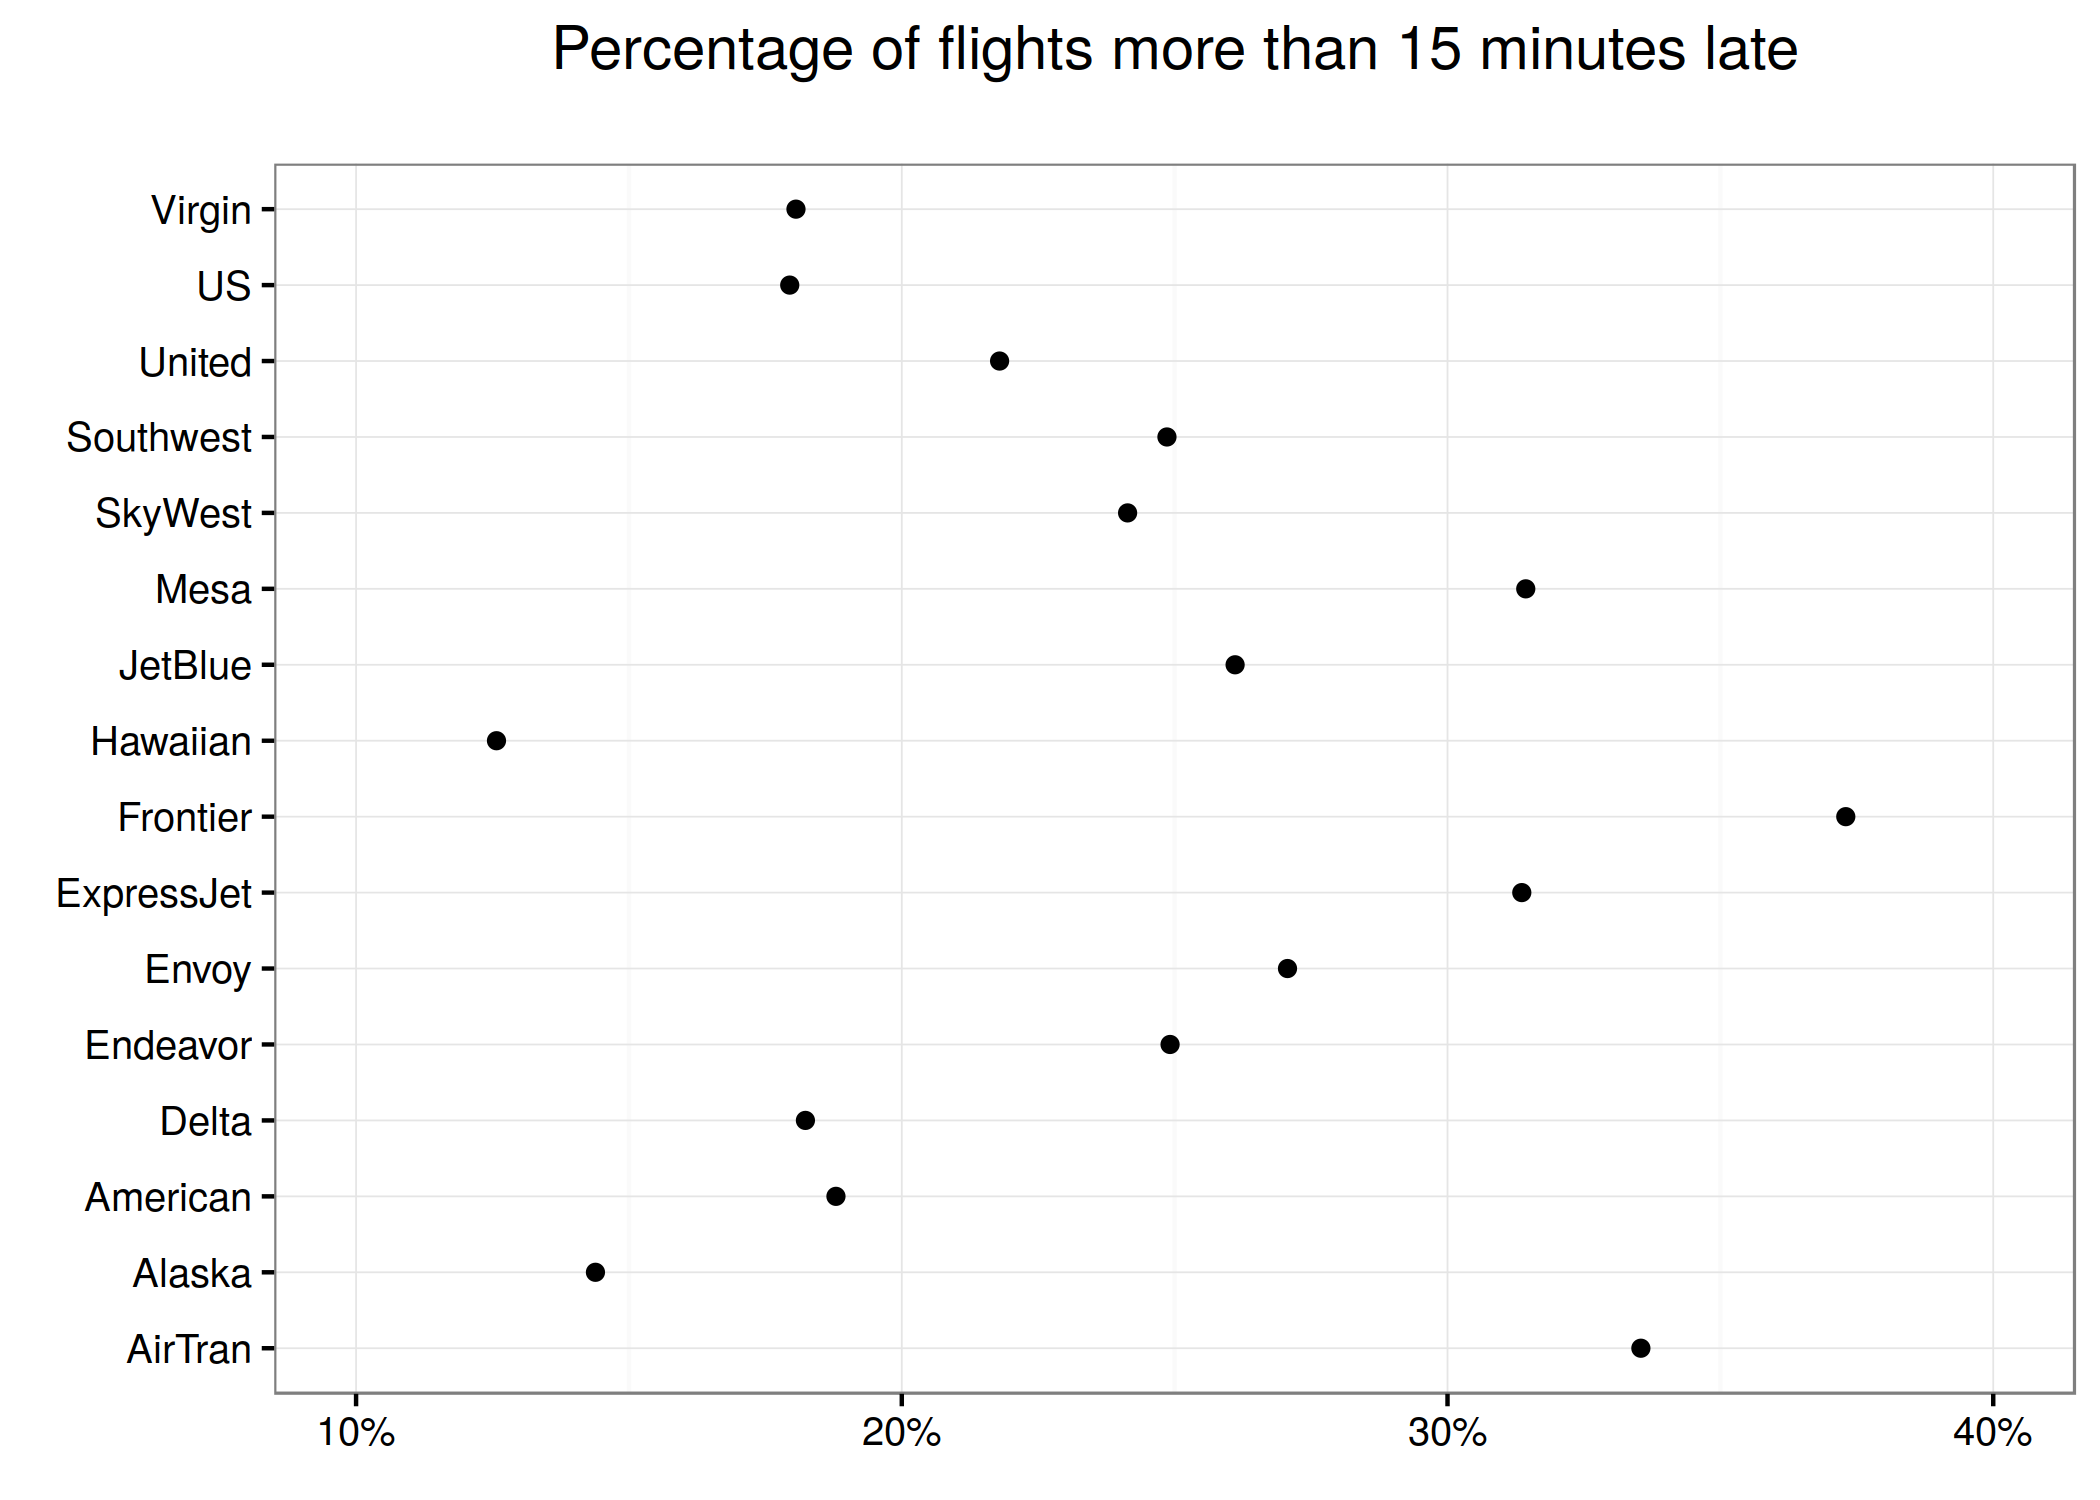 Percentage of flights more than 15 minutes late
Virgin
US
United
Southwest
SkyWest
Mesa
JetBlue
Hawaiian
Frontier
ExpressJet
Envoy
Endeavor
Delta
American
Alaska
AirTran
10% 20% 30% 40%